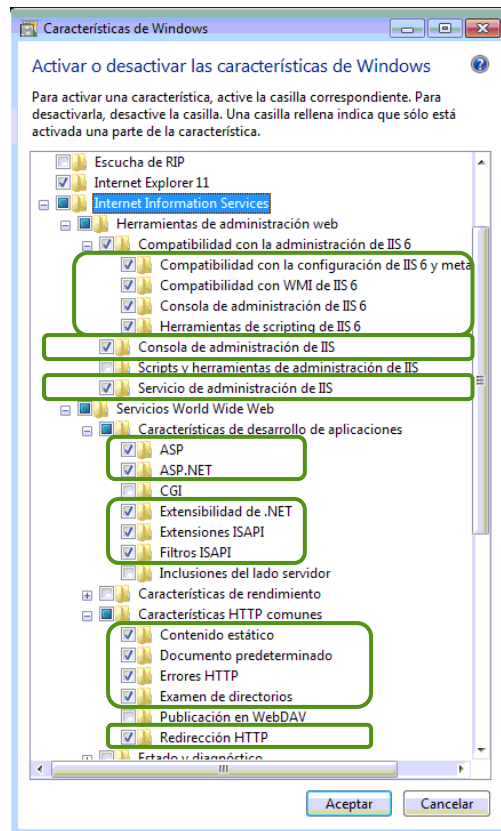 Características de Windows
Activar o desactivar las características de Windows
Para activar una característica, active la casilla correspondiente. Para
desactivarla, desactive la casilla. Una casilla rellena indica que sólo está
activada una parte de la característica.
Escucha de RIP
Internet Explorer 11
Internet Information Services
Herramientas de administración web
Compatibilidad con la administración de IIS 6
Compatibilidad con la configuración de IIS 6 y meta
Compatibilidad con WMI de IIS 6
Consola de administración de IIS 6
Herramientas de scripting de IIS 6
Consola de administración de IIS
Scripts y herramientas de administración de IIS
Servicio de administración de IIS
Servicios World Wide Web
Características de desarrollo de aplicaciones
ASP
ASP.NET
CGI
Extensibilidad de .NET
Extensiones ISAPI
Filtros ISAPI
Inclusiones del lado servidor
Características de rendimiento
Características HTTP comunes
Contenido estático
Documento predeterminado
Errores HTTP
Examen de directorios
Publicación en WebDAV
Redirección HTTP
Estado y diagnóstico
Aceptar
Cancelar